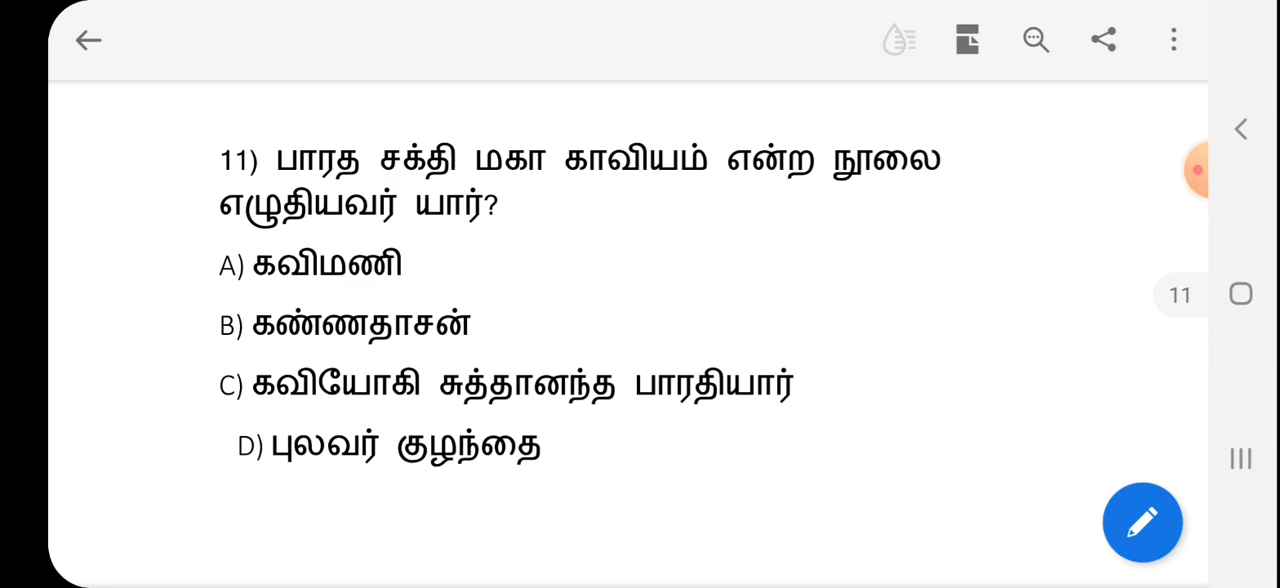 11) பாரத சக்தி மகா காவியம் என்ற நூலை
எழுதியவர் யார்?
A) கவிமணி
B) கண்ணதாசன்
11
C) கவியோகி சுத்தானந்த பாரதியார்
D) புலவர் குழந்தை